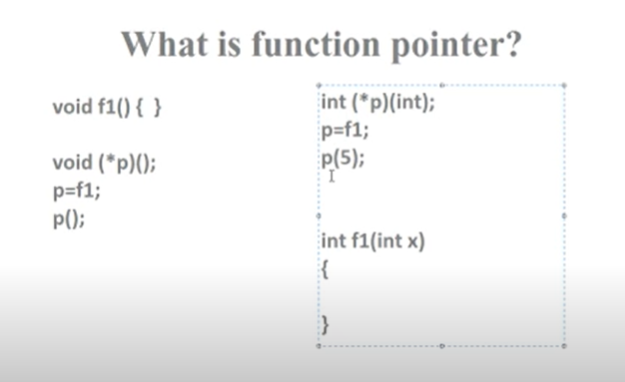 What is function pointer?
void f1() { }
void (*p)();
p=f1;
p();
int (*p)(int);
p=f1;
p(5);
int f1(int x)
{
}